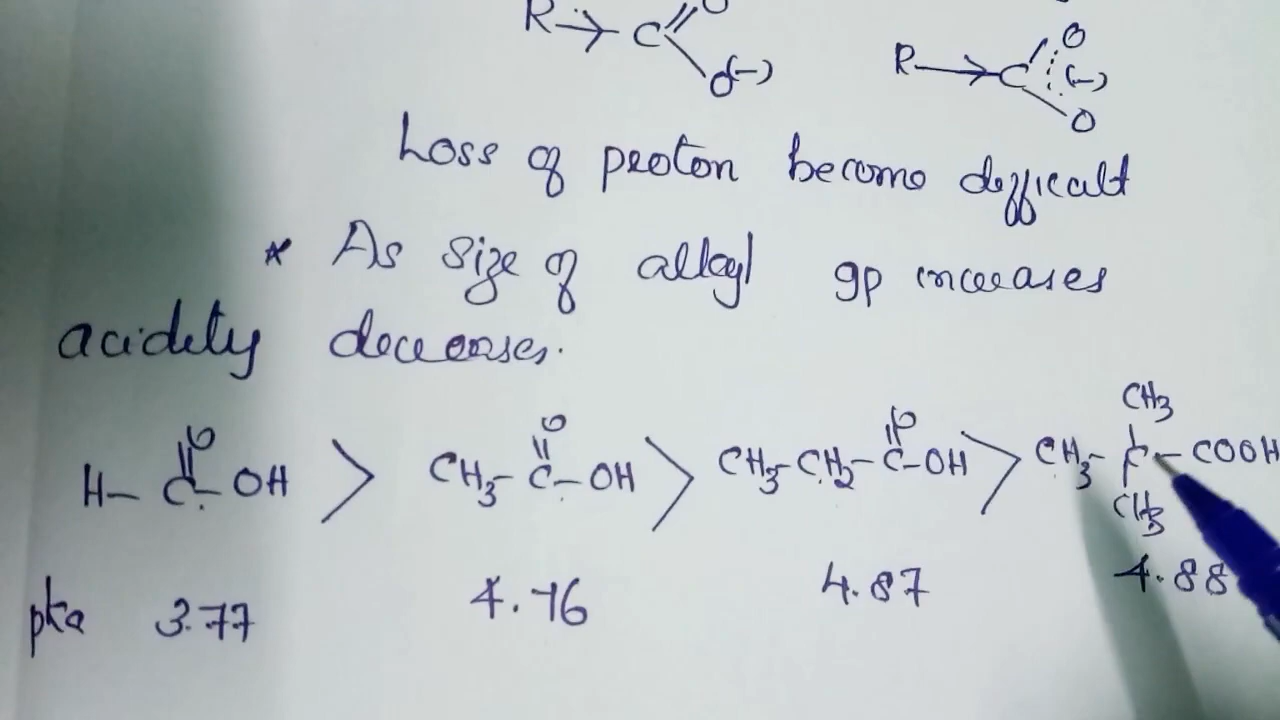 R→C=O O(-) R→C O (-) O
Loss of proton become difficult
* As size of alkyl gp increases
acidity decreases.
H-C(=O)-OH > CH3-C(=O)-OH > CH3-CH2-C(=O)-OH > CH3-C(CH3)(CH3)-COOH
pka 3.77 4.76 4.87 4.88